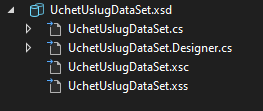 UchetUslugDataSet.xsd
UchetUslugDataSet.cs
UchetUslugDataSet.Designer.cs
UchetUslugDataSet.xsc
UchetUslugDataSet.xss